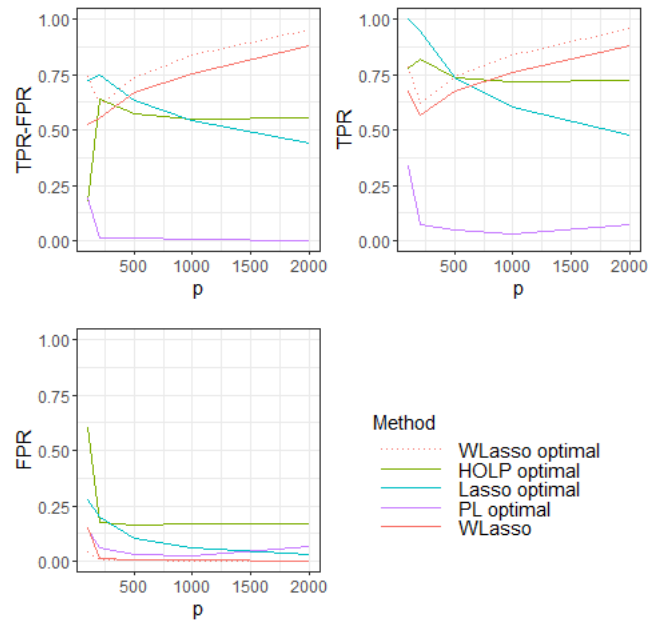 TPR-FPR
1.00
0.75
0.50
0.25
0.00
500 1000 1500 2000
p
TPR
1.00
0.75
0.50
0.25
0.00
500 1000 1500 2000
p
FPR
1.00
0.75
0.50
0.25
0.00
500 1000 1500 2000
p
Method
WLasso optimal
HOLP optimal
Lasso optimal
PL optimal
WLasso